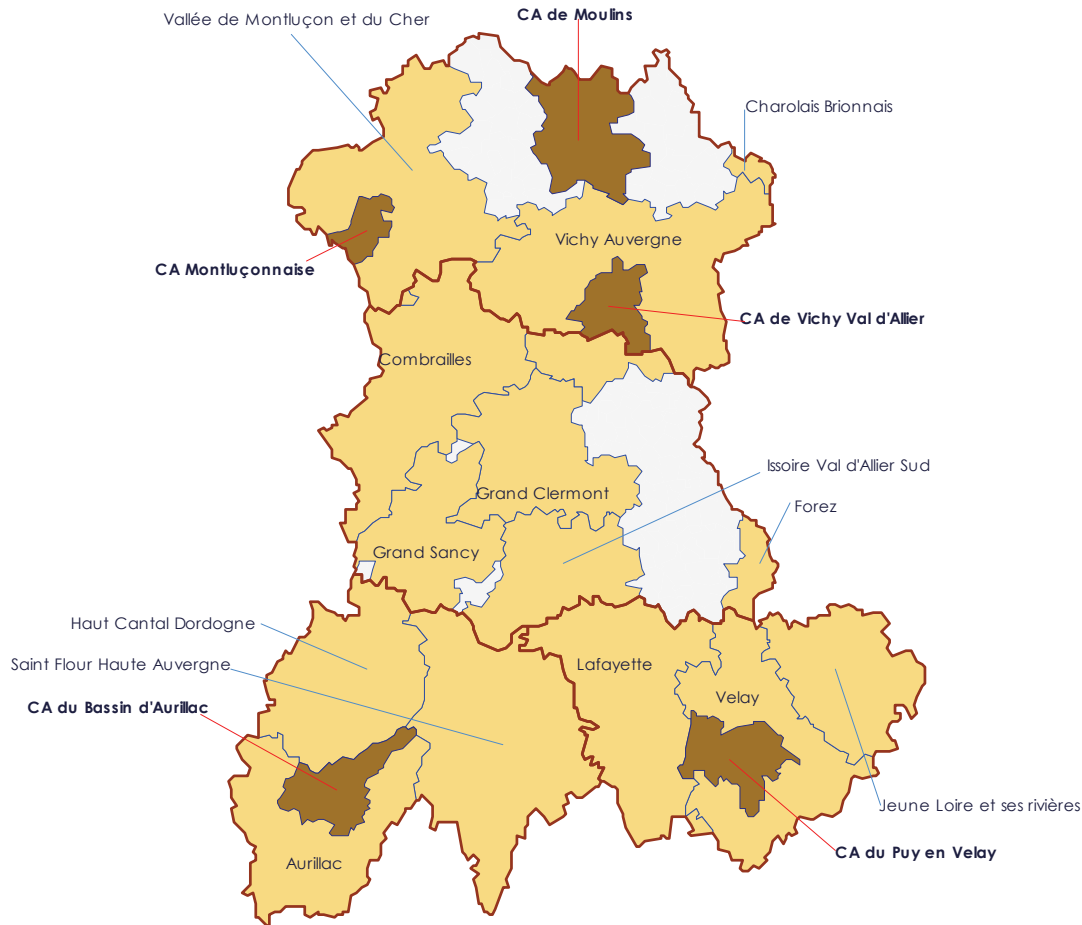 CA de Moulins
Vallée de Montluçon et du Cher
Charolais Brionnais
Vichy Auvergne
CA Montluçonnaise
CA de Vichy Val d'Allier
Combrailles
Issoire Val d'Allier Sud
Grand Clermont
Forez
Grand Sancy
Haut Cantal Dordogne
Saint Flour Haute Auvergne
Lafayette
Velay
CA du Bassin d'Aurillac
Jeune Loire et ses rivières
CA du Puy en Velay
Aurillac